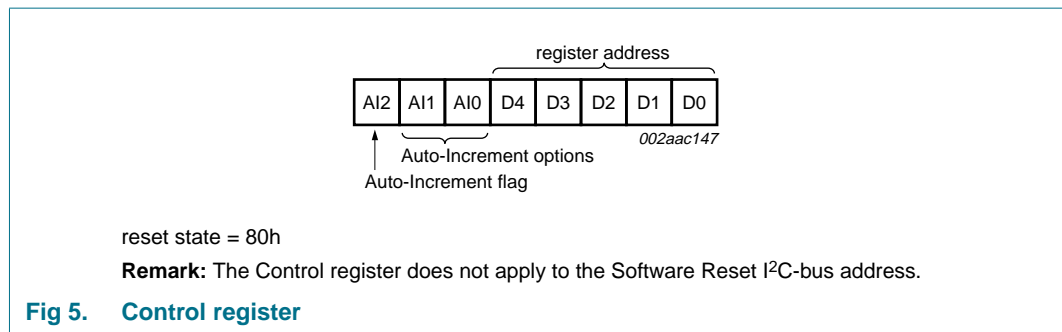 register address
AI2 AI1 AI0 D4 D3 D2 D1 D0
002aac147
Auto-Increment options
Auto-Increment flag
reset state = 80h
Remark: The Control register does not apply to the Software Reset I²C-bus address.
Fig 5. Control register